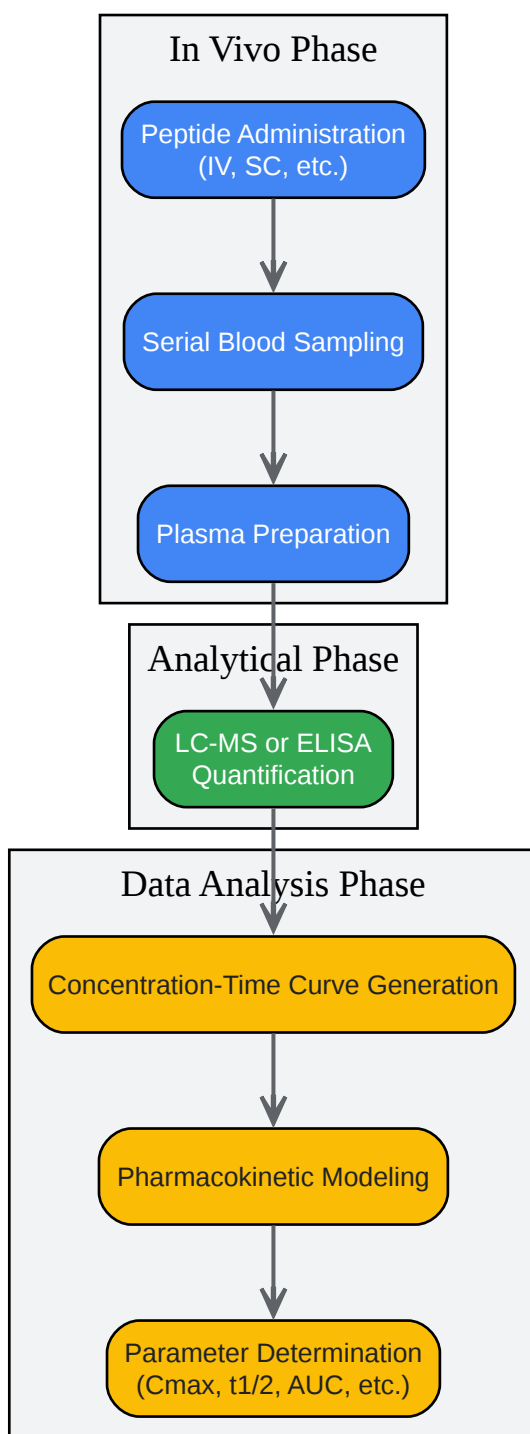 In Vivo Phase
Peptide Administration
(IV, SC, etc.)
Serial Blood Sampling
Plasma Preparation
Analytical Phase
LC-MS or ELISA
Quantification
Data Analysis Phase
Concentration-Time Curve Generation
Pharmacokinetic Modeling
Parameter Determination
(Cmax, t1/2, AUC, etc.)